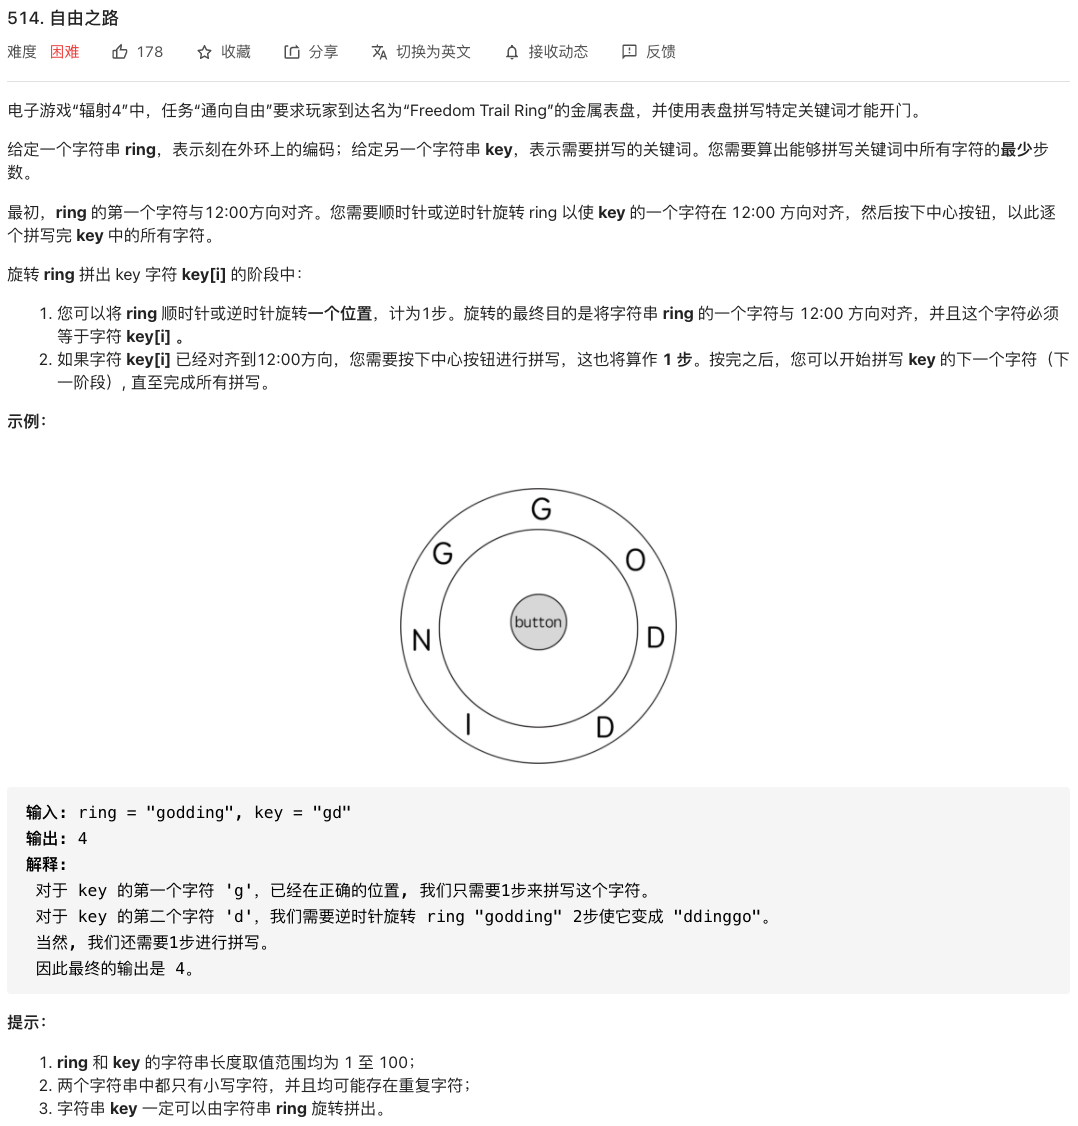 514. 自由之路
难度 困难 178 收藏 分享 切换为英文 接收动态 反馈
电子游戏“辐射4”中，任务“通向自由”要求玩家到达名为“Freedom Trail Ring”的金属表盘，并使用表盘拼写特定关键词才能开门。
给定一个字符串 ring，表示刻在外环上的编码；给定另一个字符串 key，表示需要拼写的关键词。您需要算出能够拼写关键词中所有字符的最少步
数。
最初，ring 的第一个字符与12:00方向对齐。您需要顺时针或逆时针旋转 ring 以使 key 的一个字符在 12:00 方向对齐，然后按下中心按钮，以此逐
个拼写完 key 中的所有字符。
旋转 ring 拼出 key 字符 key[i] 的阶段中：
1. 您可以将 ring 顺时针或逆时针旋转一个位置，计为1步。旋转的最终目的是将字符串 ring 的一个字符与 12:00 方向对齐，并且这个字符必须
等于字符 key[i] 。
2. 如果字符 key[i] 已经对齐到12:00方向，您需要按下中心按钮进行拼写，这也将算作 1 步。按完之后，您可以开始拼写 key 的下一个字符（下
一阶段）, 直至完成所有拼写。
示例：
G
G
O
button
N
D
I
D
输入: ring = "godding", key = "gd"
输出: 4
解释:
对于 key 的第一个字符 'g'，已经在正确的位置, 我们只需要1步来拼写这个字符。
对于 key 的第二个字符 'd'，我们需要逆时针旋转 ring "godding" 2步使它变成 "ddinggo"。
当然, 我们还需要1步进行拼写。
因此最终的输出是 4。
提示：
1. ring 和 key 的字符串长度取值范围均为 1 至 100；
2. 两个字符串中都只有小写字符，并且均可能存在重复字符；
3. 字符串 key 一定可以由字符串 ring 旋转拼出。